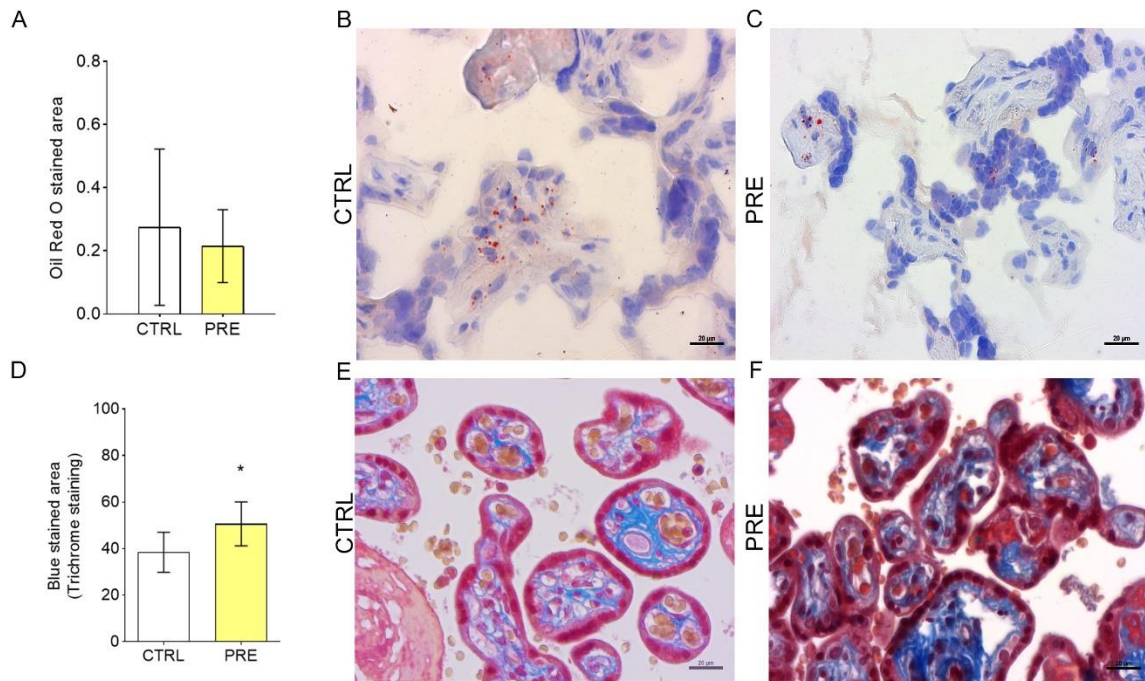 A
Oil Red O stained area
0.8
0.6
0.4
0.2
0.0
CTRL PRE
B
CTRL
20 µm
C
PRE
20 µm
D
Blue stained area
(Trichrome staining)
100
80
60
40
20
0
*
CTRL PRE
E
CTRL
20 µm
F
PRE
20 µm